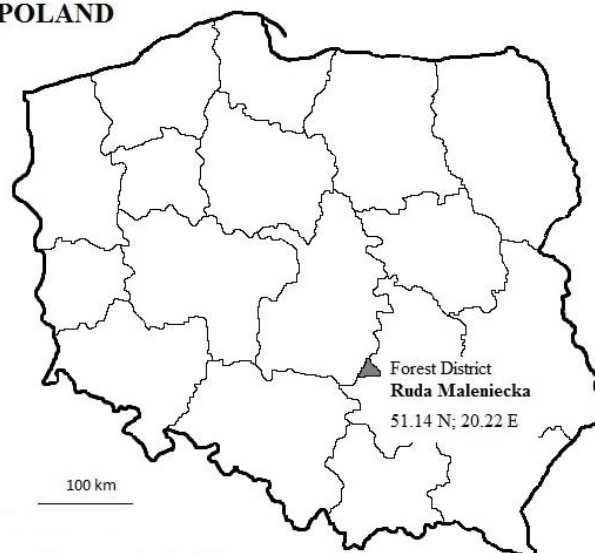 POLAND
Forest District
Ruda Maleniecka
51.14 N; 20.22 E
100 km